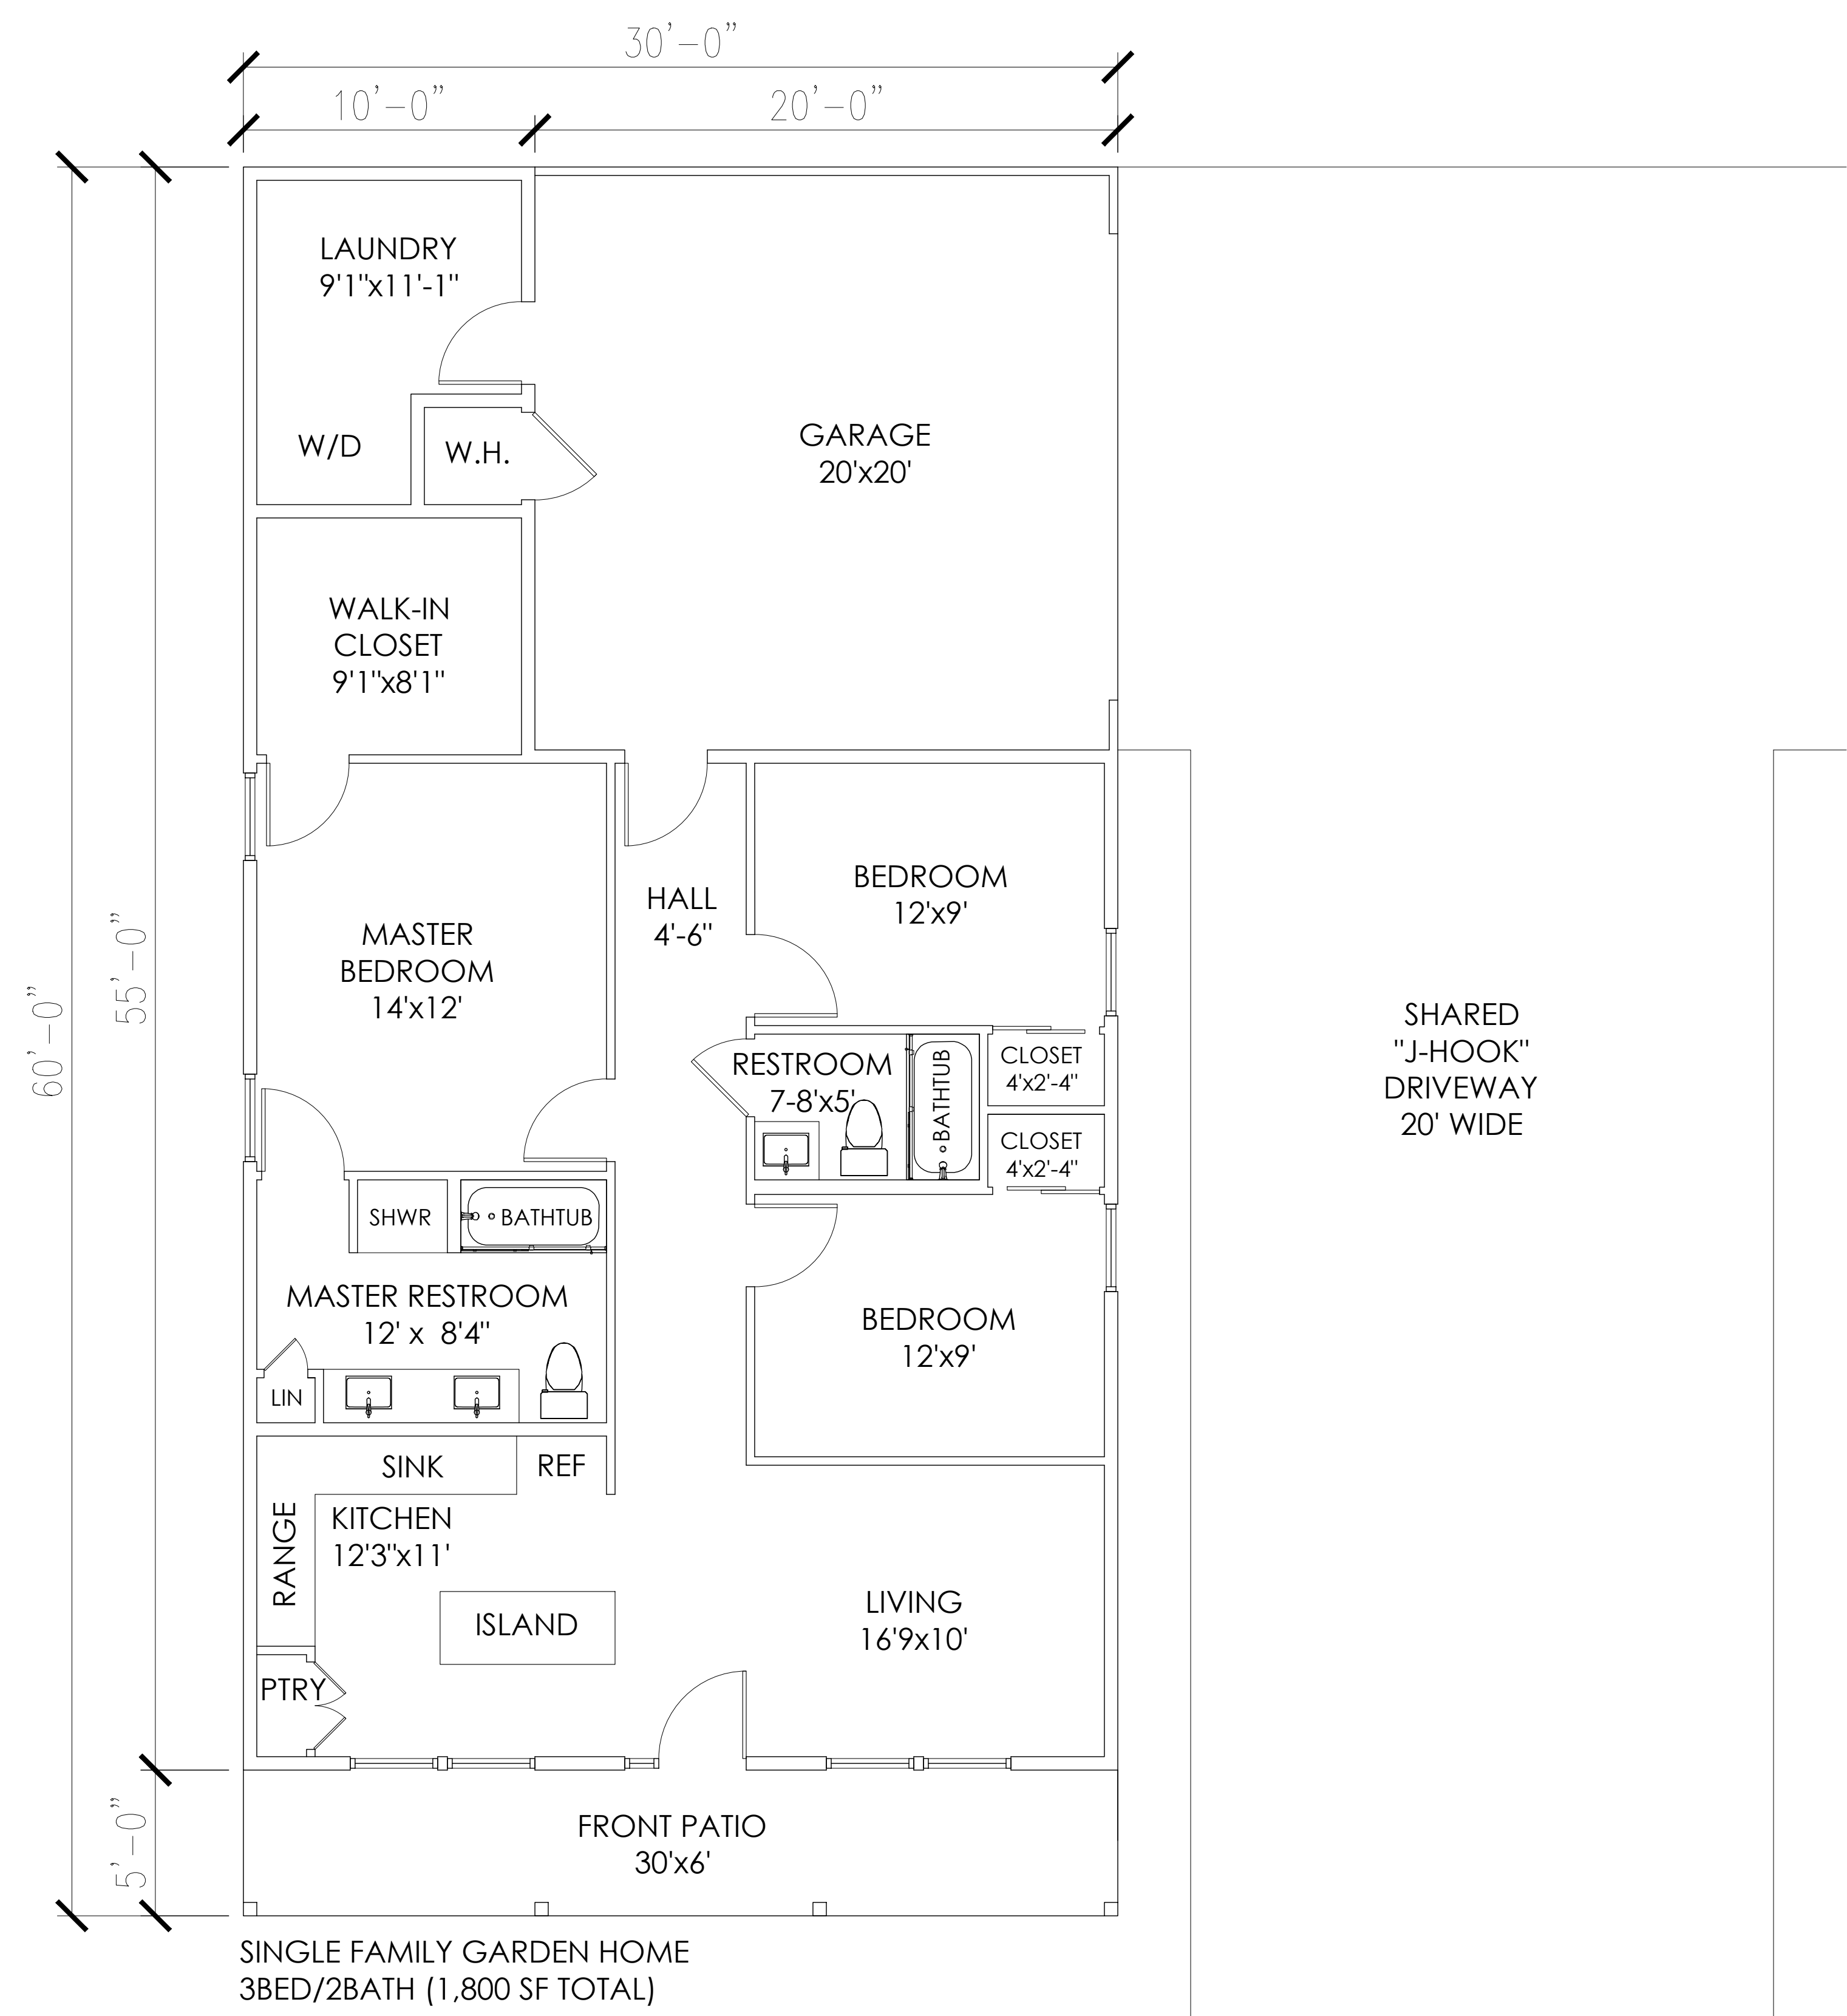 30'-0"
10'-0"
20'-0"
LAUNDRY
9'1"x11'-1"
W/D
W.H.
GARAGE
20'x20'
WALK-IN
CLOSET
9'1"x8'1"
60'-0"
55'-0"
MASTER
BEDROOM
14'x12'
HALL
4'-6"
BEDROOM
12'x9'
RESTROOM
7-8'x5'
BATHTUB
CLOSET
4'x2'-4"
CLOSET
4'x2'-4"
SHARED
"J-HOOK"
DRIVEWAY
20' WIDE
SHWR
BATHTUB
MASTER RESTROOM
12' x 8'4"
LIN
BEDROOM
12'x9'
SINK
REF
RANGE
KITCHEN
12'3"x11'
ISLAND
PTRY
LIVING
16'9x10'
5'-0"
FRONT PATIO
30'x6'
SINGLE FAMILY GARDEN HOME
3BED/2BATH (1,800 SF TOTAL)